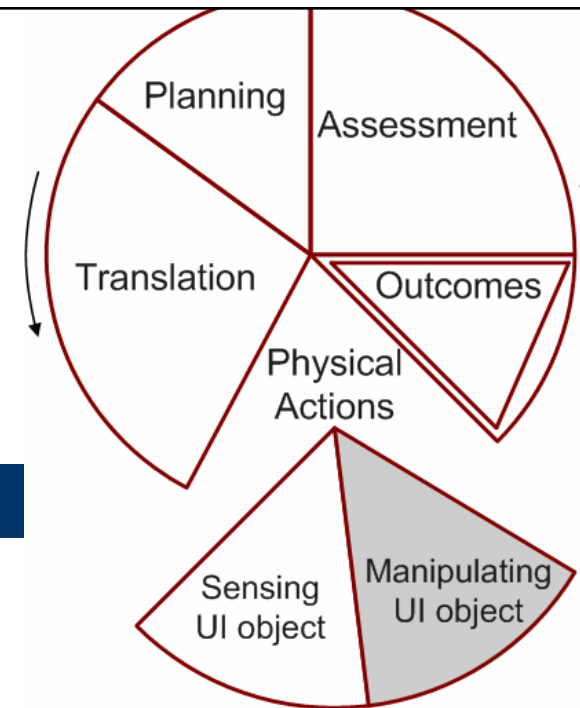 Planning
Assessment
Translation
Outcomes
Physical
Actions
Sensing
UI object
Manipulating
UI object